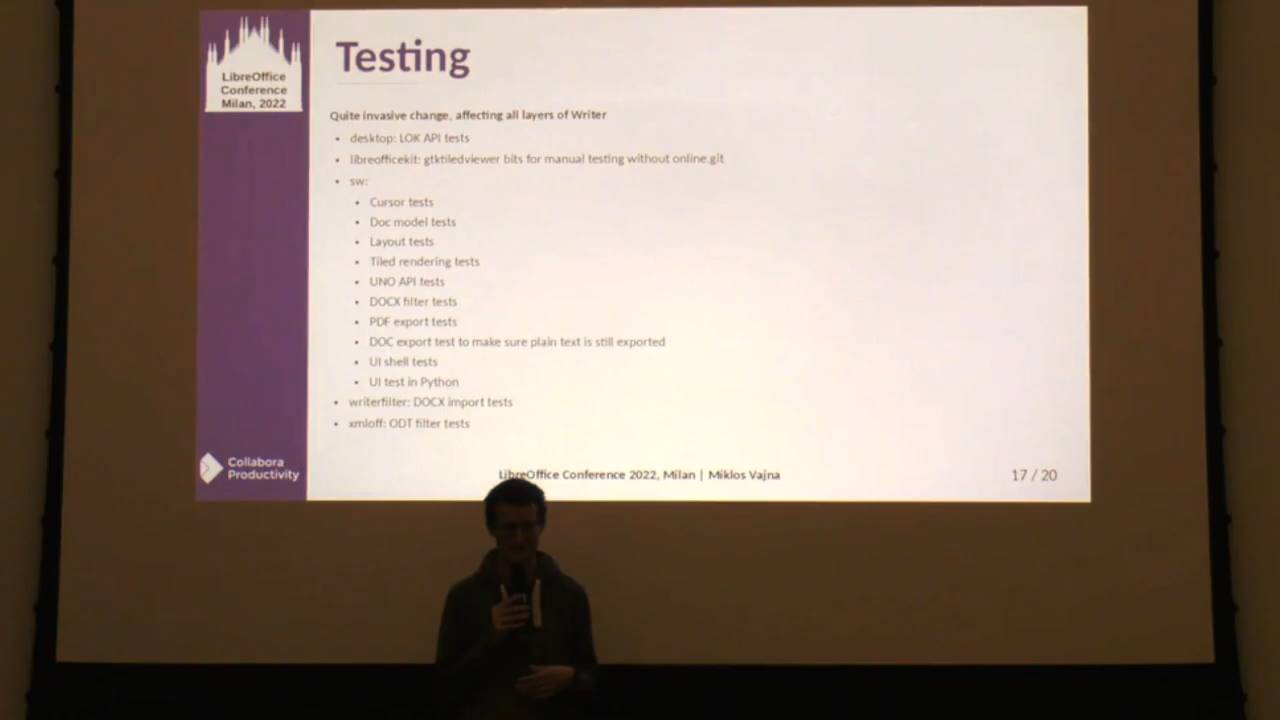 LibreOffice
Conference
Milan, 2022
Testing
Quite invasive change, affecting all layers of Writer
• desktop: LOK API tests
• libreofficekit: gtktiledviewer bits for manual testing without online.git
• sw:
• Cursor tests
• Doc model tests
• Layout tests
• Tiled rendering tests
• UNO API tests
• DOCX filter tests
• PDF export tests
• DOC export test to make sure plain text is still exported
• UI shell tests
• UI test in Python
• writerfilter: DOCX import tests
• xmloff: ODT filter tests
Collabora
Productivity
LibreOffice Conference 2022, Milan | Miklos Vajna
17 / 20